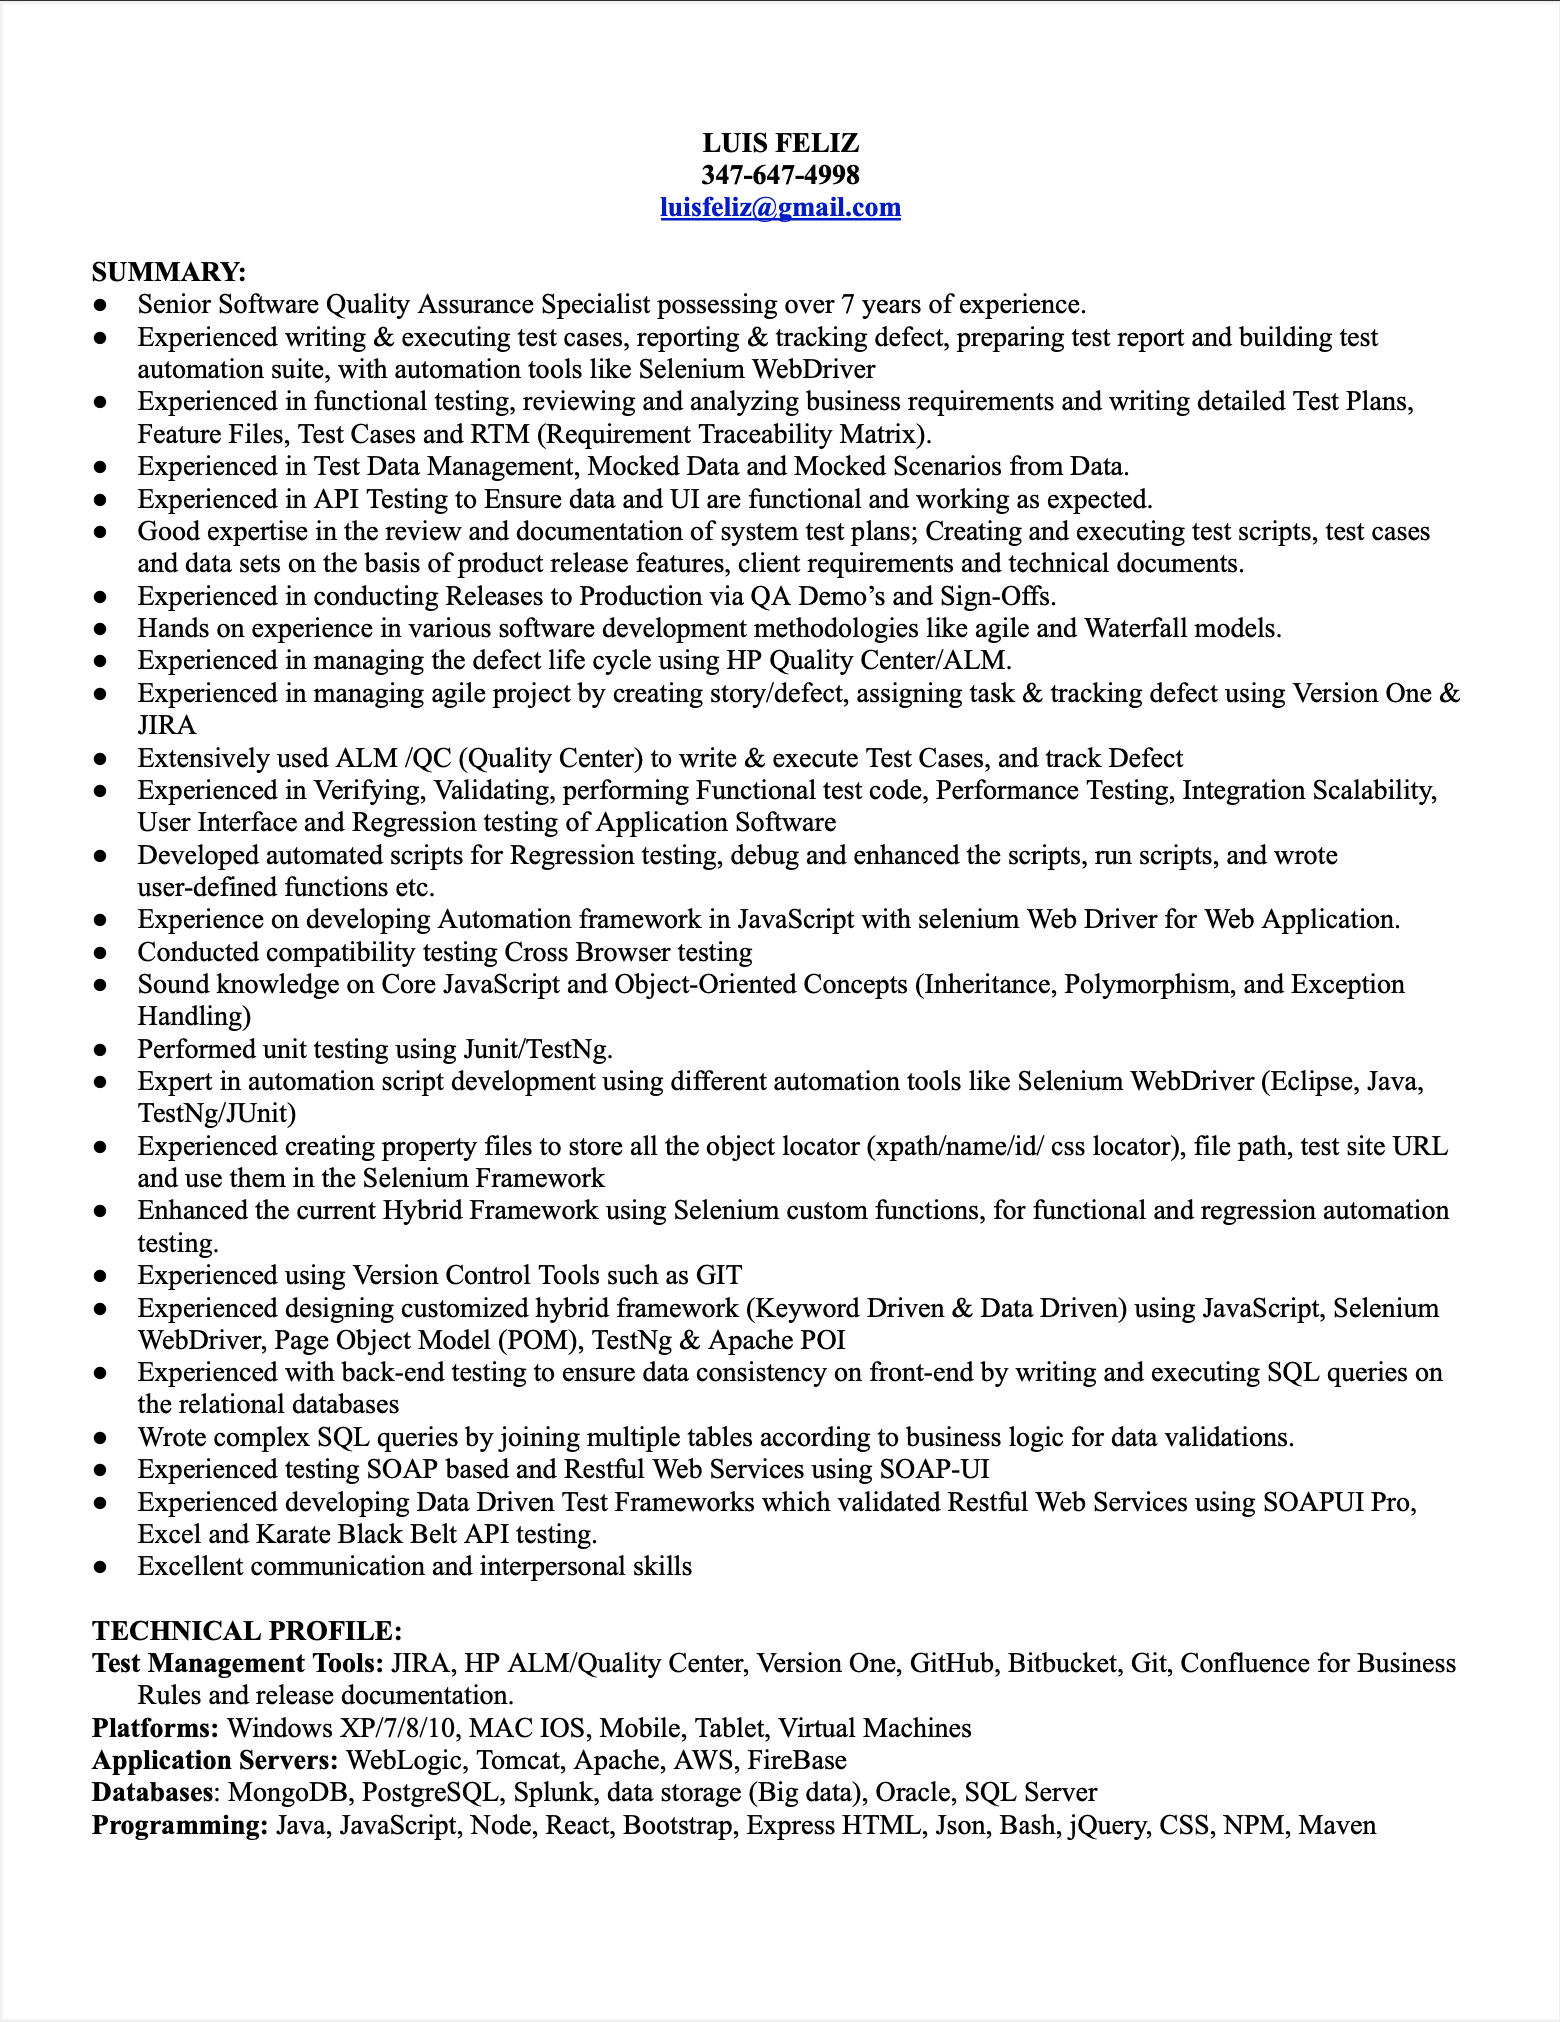 LUIS FELIZ
347-647-4998
luisfeliz@gmail.com
SUMMARY:
● Senior Software Quality Assurance Specialist possessing over 7 years of experience.
● Experienced writing & executing test cases, reporting & tracking defect, preparing test report and building test
automation suite, with automation tools like Selenium WebDriver
● Experienced in functional testing, reviewing and analyzing business requirements and writing detailed Test Plans,
Feature Files, Test Cases and RTM (Requirement Traceability Matrix).
● Experienced in Test Data Management, Mocked Data and Mocked Scenarios from Data.
● Experienced in API Testing to Ensure data and UI are functional and working as expected.
● Good expertise in the review and documentation of system test plans; Creating and executing test scripts, test cases
and data sets on the basis of product release features, client requirements and technical documents.
● Experienced in conducting Releases to Production via QA Demo’s and Sign-Offs.
● Hands on experience in various software development methodologies like agile and Waterfall models.
● Experienced in managing the defect life cycle using HP Quality Center/ALM.
● Experienced in managing agile project by creating story/defect, assigning task & tracking defect using Version One &
JIRA
● Extensively used ALM /QC (Quality Center) to write & execute Test Cases, and track Defect
● Experienced in Verifying, Validating, performing Functional test code, Performance Testing, Integration Scalability,
User Interface and Regression testing of Application Software
● Developed automated scripts for Regression testing, debug and enhanced the scripts, run scripts, and wrote
user-defined functions etc.
● Experience on developing Automation framework in JavaScript with selenium Web Driver for Web Application.
● Conducted compatibility testing Cross Browser testing
● Sound knowledge on Core JavaScript and Object-Oriented Concepts (Inheritance, Polymorphism, and Exception
Handling)
● Performed unit testing using Junit/TestNg.
● Expert in automation script development using different automation tools like Selenium WebDriver (Eclipse, Java,
TestNg/JUnit)
● Experienced creating property files to store all the object locator (xpath/name/id/ css locator), file path, test site URL
and use them in the Selenium Framework
● Enhanced the current Hybrid Framework using Selenium custom functions, for functional and regression automation
testing.
● Experienced using Version Control Tools such as GIT
● Experienced designing customized hybrid framework (Keyword Driven & Data Driven) using JavaScript, Selenium
WebDriver, Page Object Model (POM), TestNg & Apache POI
● Experienced with back-end testing to ensure data consistency on front-end by writing and executing SQL queries on
the relational databases
● Wrote complex SQL queries by joining multiple tables according to business logic for data validations.
● Experienced testing SOAP based and Restful Web Services using SOAP-UI
● Experienced developing Data Driven Test Frameworks which validated Restful Web Services using SOAPUI Pro,
Excel and Karate Black Belt API testing.
● Excellent communication and interpersonal skills
TECHNICAL PROFILE:
Test Management Tools: JIRA, HP ALM/Quality Center, Version One, GitHub, Bitbucket, Git, Confluence for Business
Rules and release documentation.
Platforms: Windows XP/7/8/10, MAC IOS, Mobile, Tablet, Virtual Machines
Application Servers: WebLogic, Tomcat, Apache, AWS, FireBase
Databases: MongoDB, PostgreSQL, Splunk, data storage (Big data), Oracle, SQL Server
Programming: Java, JavaScript, Node, React, Bootstrap, Express HTML, Json, Bash, jQuery, CSS, NPM, Maven